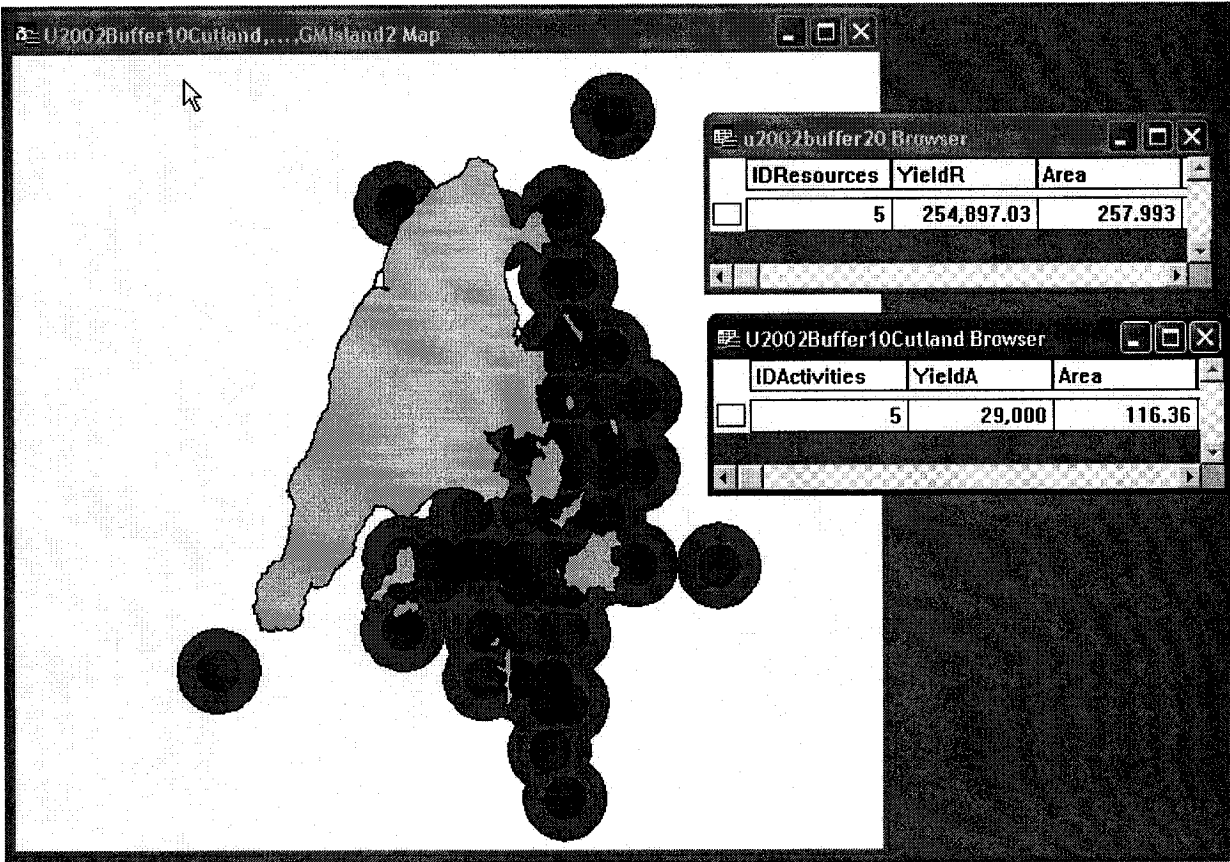 U2002Buffer10Cutland,...,GMIsland2 Map
u2002buffer20 Browser
IDResources YieldR Area
5 254,897.03 257.993
U2002Buffer10Cutland Browser
IDActivities YieldA Area
5 29,000 116.36